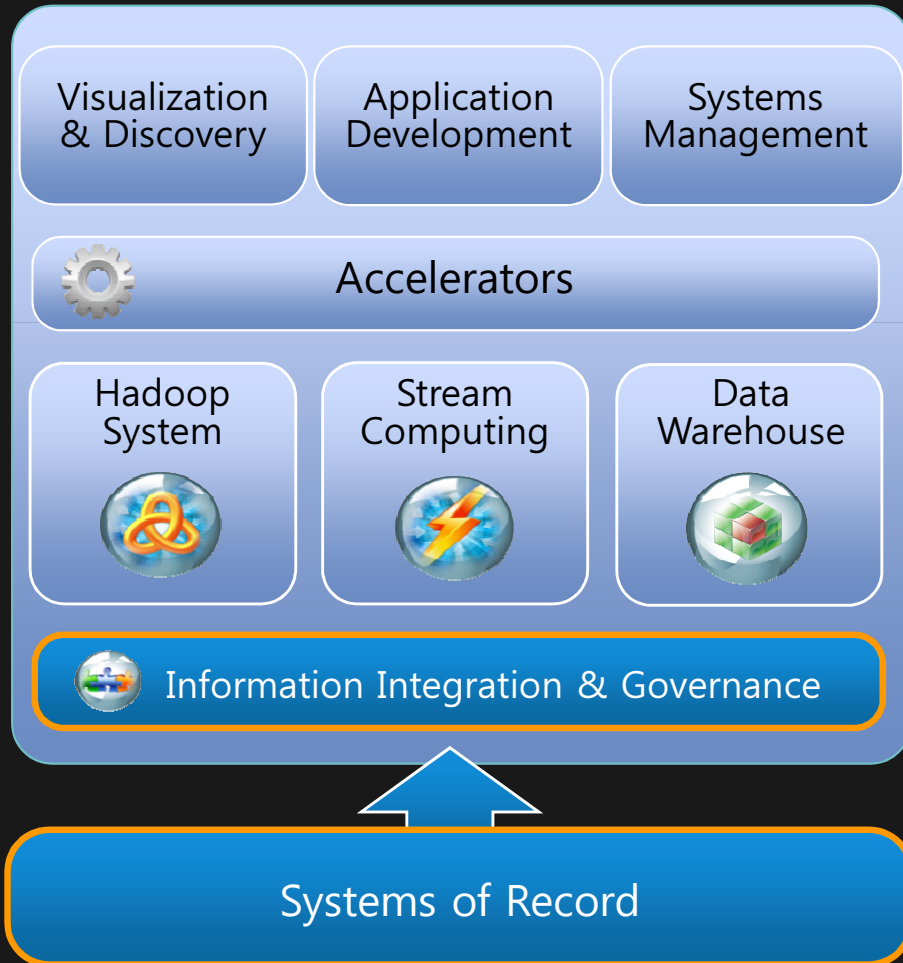 Visualization
& Discovery
Application
Development
Systems
Management
Accelerators
Hadoop
System
Stream
Computing
Data
Warehouse
Information Integration & Governance
Systems of Record